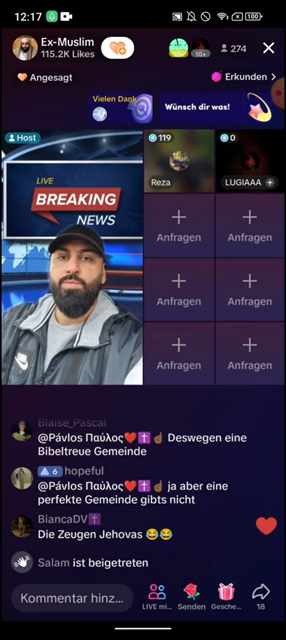 12:17
100
Ex-Muslim
115.2K Likes
10+
274
Angesagt
Erkunden >
Vielen Dank
Wünsch dir was!
Host
119
0
LIVE
BREAKING
NEWS
Reza
LUGIAAA +
Anfragen
Anfragen
Anfragen
Anfragen
Anfragen
Anfragen
Blaise_Pascal
@Pávlos Παύλος❤️✝️☝🏾 Deswegen eine
Bibeltreue Gemeinde
6 hopeful
@Pávlos Παύλος❤️✝️☝🏾 ja aber eine
perfekte Gemeinde gibts nicht
BiancaDV✝️
Die Zeugen Jehovas 😂😂
Salam ist beigetreten
Kommentar hinz...
LIVE mi...
Senden
Gesche...
18